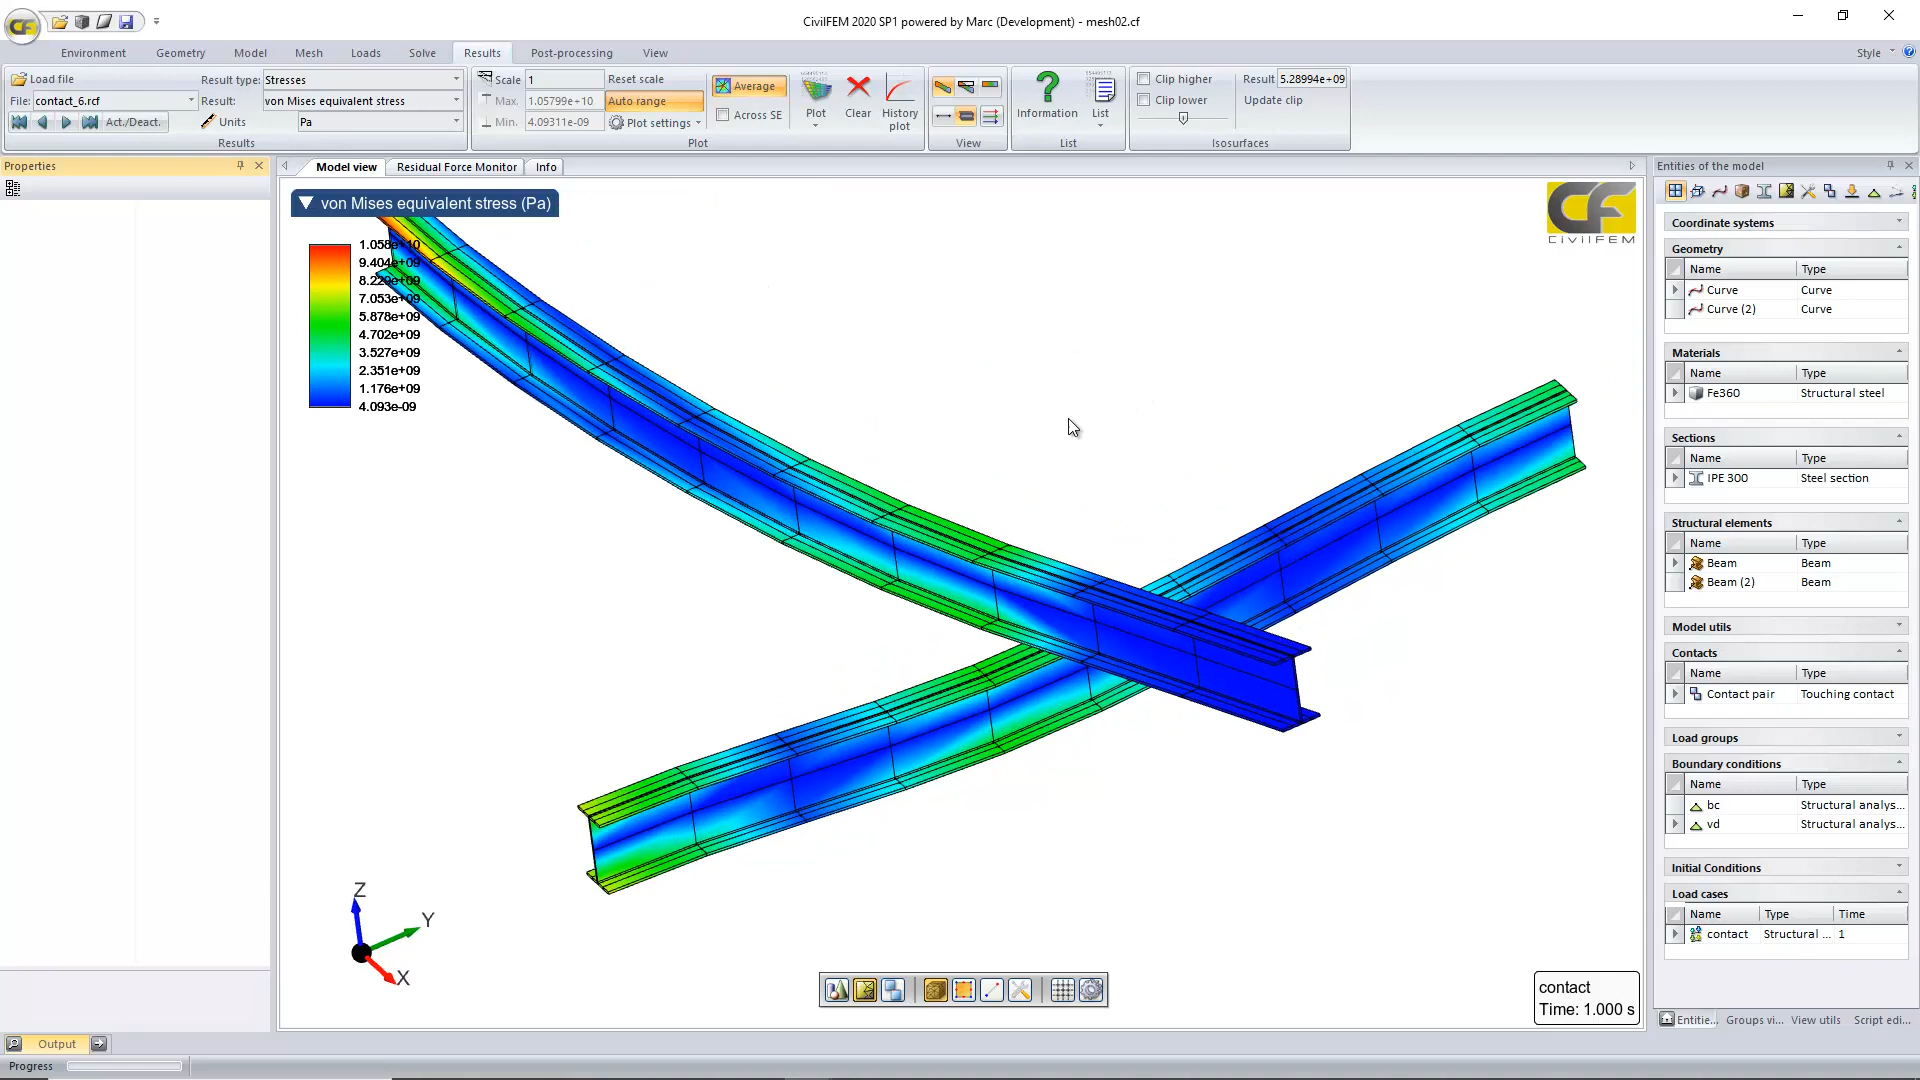 CivilFEM 2020 SP1 powered by Marc (Development) - mesh02.cf
Environment Geometry Model Mesh Loads Solve Results Post-processing View Style
Load file
File: contact_6.rcf
Act./Deact.
Result type: Stresses
Result: von Mises equivalent stress
Units Pa
Results
Scale 1 Reset scale
Max. 1.05799e+10 Auto range
Min. 4.09311e-09 Plot settings
Average
Across SE
Plot
Clear
History
plot
Plot
View
Information
List
List
Clip higher
Clip lower
Result 5.28994e+09
Update clip
Isosurfaces
Properties
Model view Residual Force Monitor Info
von Mises equivalent stress (Pa)
1.058e+10
9.404e+09
8.229e+09
7.053e+09
5.878e+09
4.702e+09
3.527e+09
2.351e+09
1.176e+09
4.093e-09
CF
CIVILFEM
Z
Y
X
contact
Time: 1.000 s
Entities of the model
Coordinate systems
Geometry
Name Type
Curve Curve
Curve (2) Curve
Materials
Name Type
Fe360 Structural steel
Sections
Name Type
IPE 300 Steel section
Structural elements
Name Type
Beam Beam
Beam (2) Beam
Model utils
Contacts
Name Type
Contact pair Touching contact
Load groups
Boundary conditions
Name Type
bc Structural analys...
vd Structural analys...
Initial Conditions
Load cases
Name Type Time
contact Structural ... 1
Entitie... Groups vi... View utils Script edi...
Output
Progress